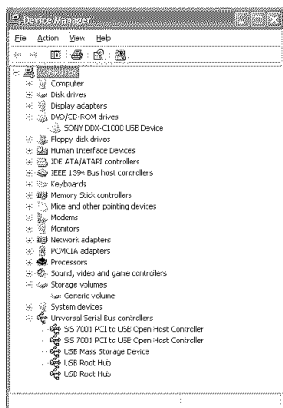 Device Manager
File Action View Help
Computer
Disk drives
Display adapters
DVD/CD-ROM drives
SONY DDX-C1000 USB Device
Floppy disk drives
Human Interface Devices
IDE ATA/ATAPI controllers
IEEE 1394 Bus host controllers
Keyboards
Memory Stick controllers
Mice and other pointing devices
Modems
Monitors
Network adapters
PCMCIA adapters
Processors
Sound, video and game controllers
Storage volumes
Generic volume
System devices
Universal Serial Bus controllers
SiS 7001 PCI to USB Open Host Controller
SiS 7001 PCI to USB Open Host Controller
USB Mass Storage Device
USB Root Hub
USB Root Hub